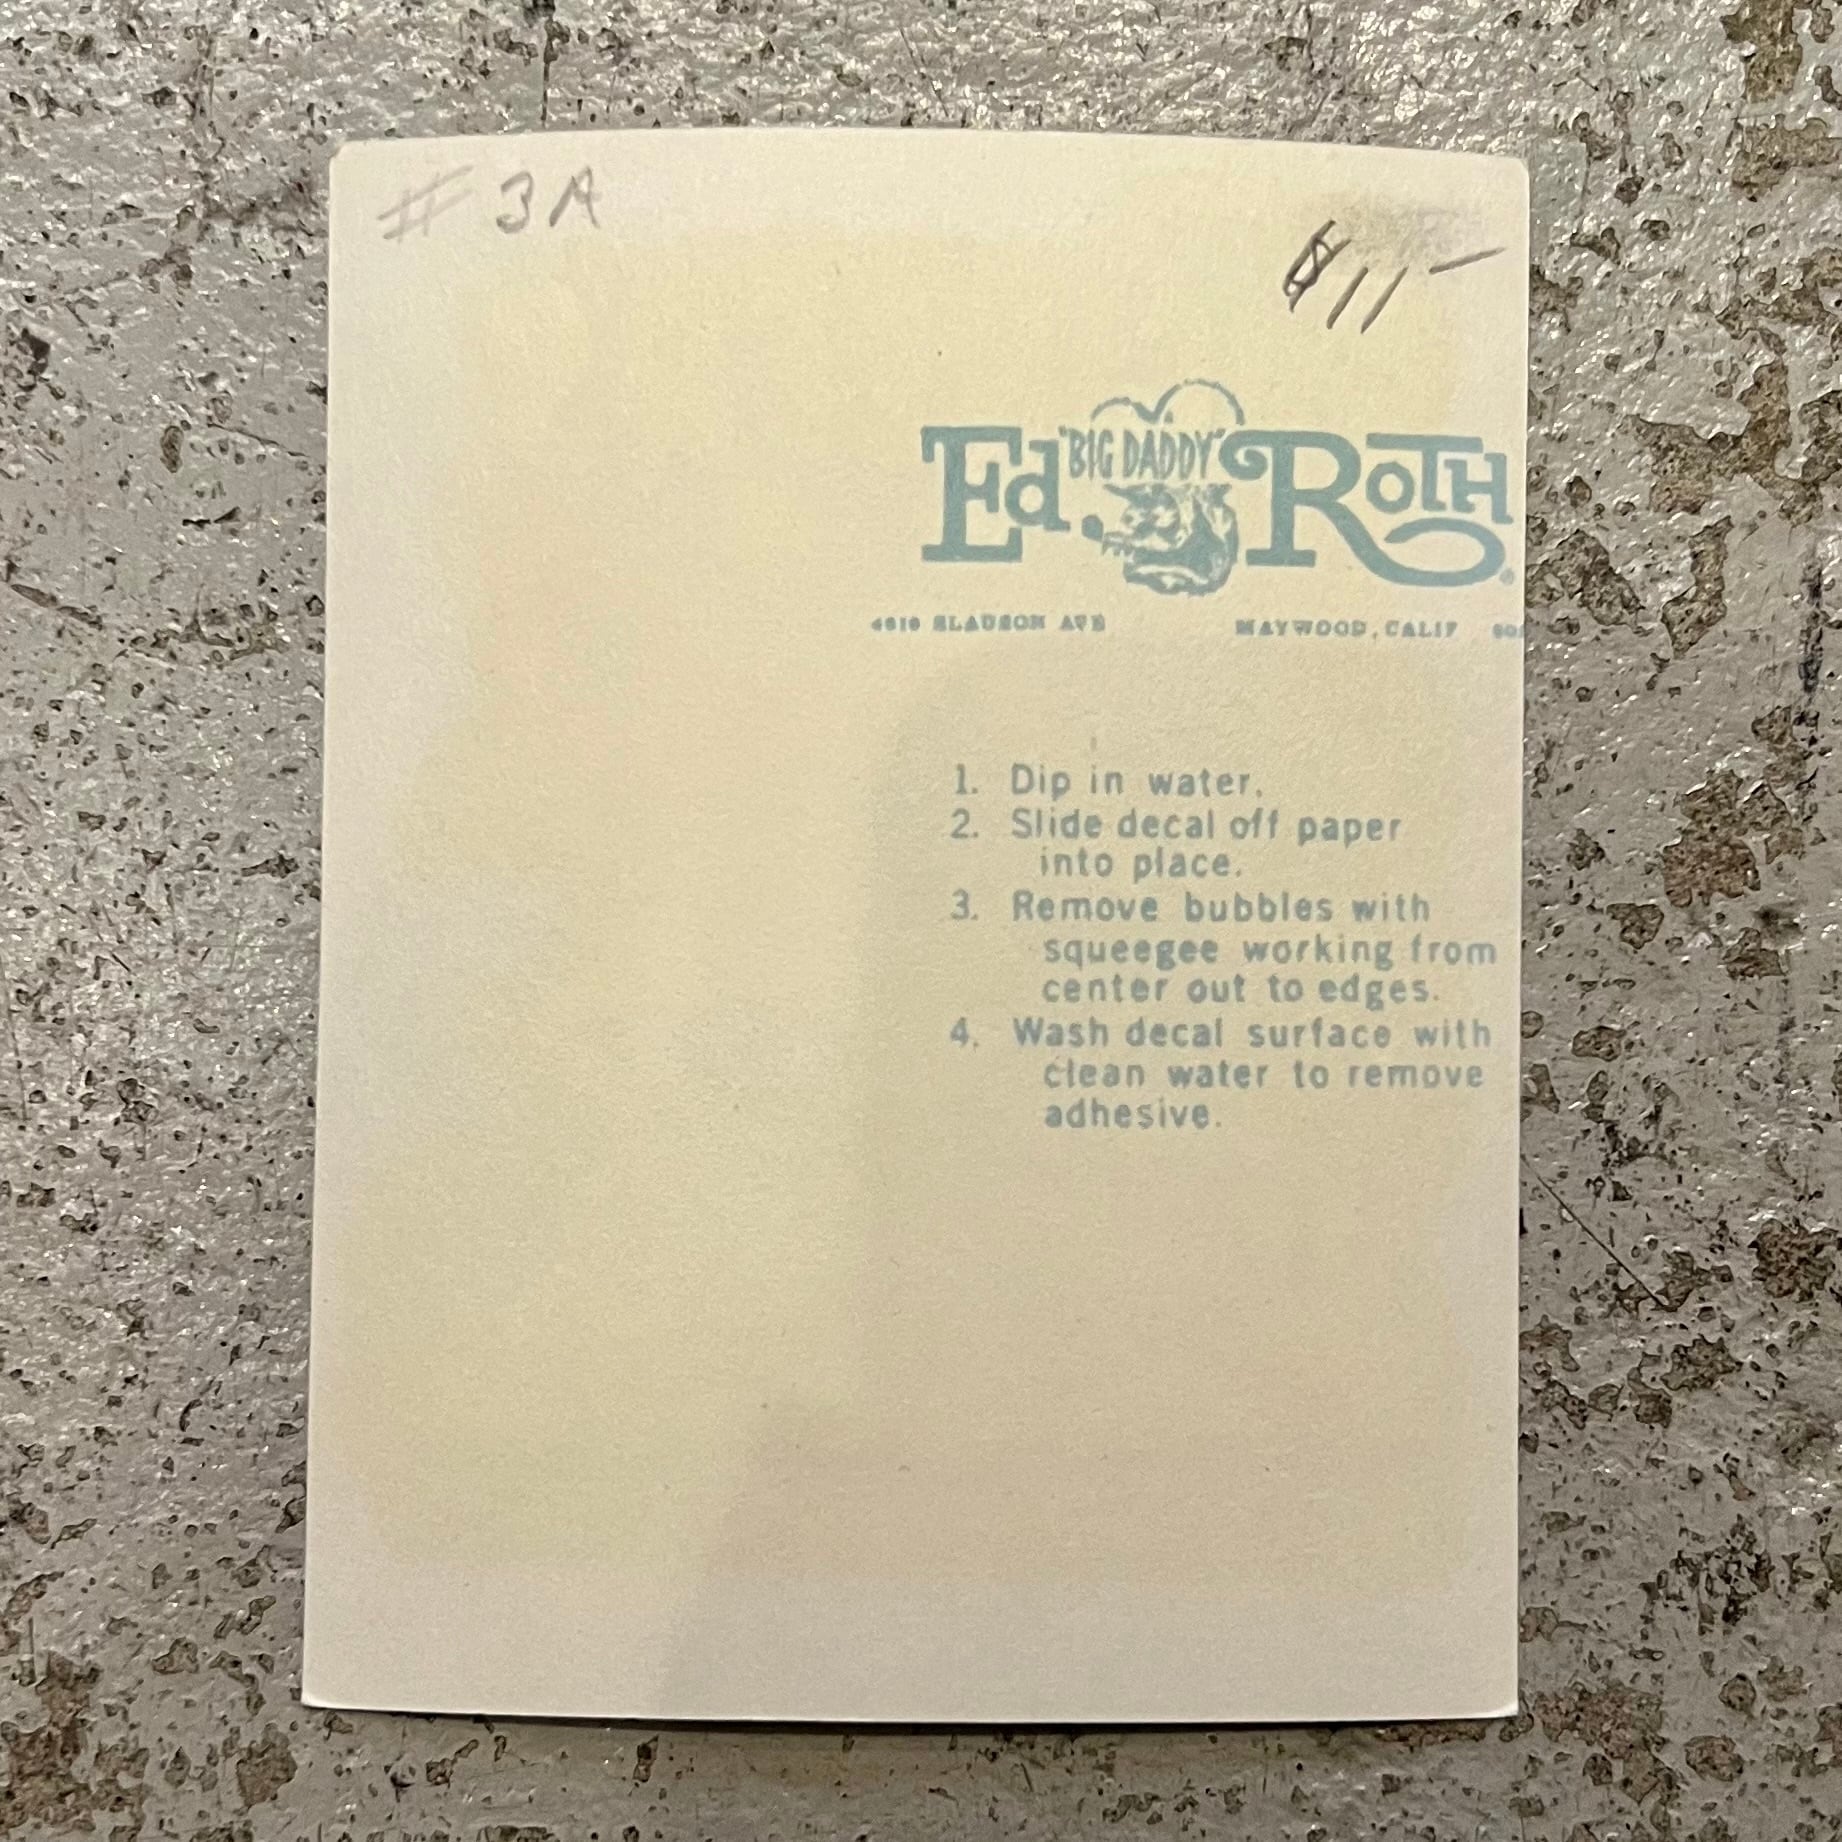 # 3A
$11-
Ed "BIG DADDY" ROTH®
SLAUSON AVE MAYWOOD, CALIF
1. Dip in water.
2. Slide decal off paper
into place.
3. Remove bubbles with
squeegee working from
center out to edges.
4. Wash decal surface with
clean water to remove
adhesive.